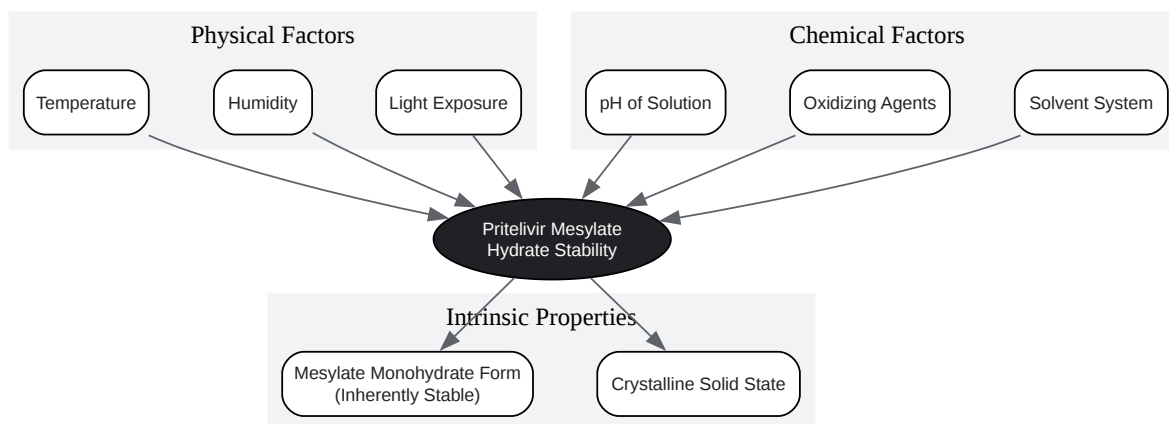 Physical Factors
Chemical Factors
Temperature
Humidity
Light Exposure
pH of Solution
Oxidizing Agents
Solvent System
Pritelivir Mesylate
Hydrate Stability
Intrinsic Properties
Mesylate Monohydrate Form
(Inherently Stable)
Crystalline Solid State